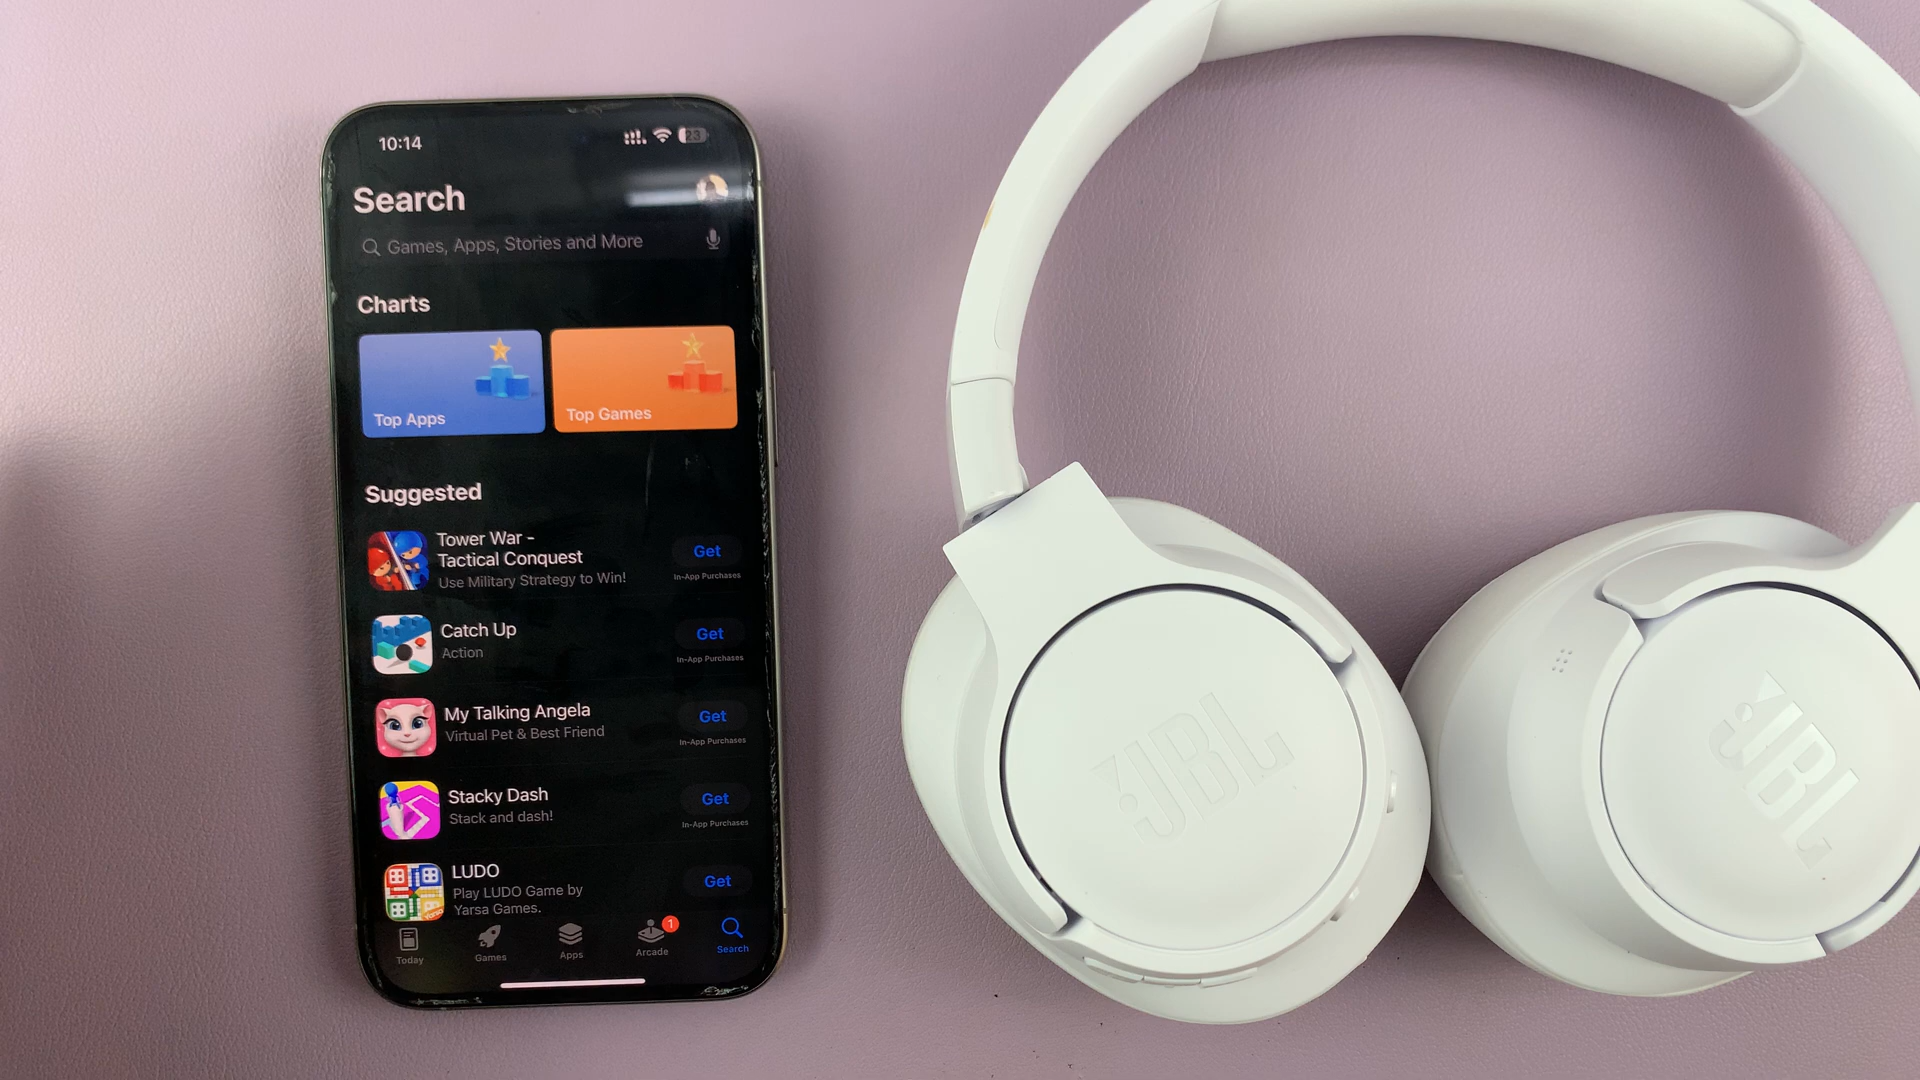 10:14
23
Search
Games, Apps, Stories and More
Charts
Top Apps
Top Games
Suggested
Tower War -
Tactical Conquest
Use Military Strategy to Win!
Get
In-App Purchases
Catch Up
Action
Get
In-App Purchases
My Talking Angela
Virtual Pet & Best Friend
Get
In-App Purchases
Stacky Dash
Stack and dash!
Get
In-App Purchases
LUDO
Play LUDO Game by
Yarsa Games.
Get
Yarsa
Today
Games
Apps
Arcade
1
Search
JBL
JBL